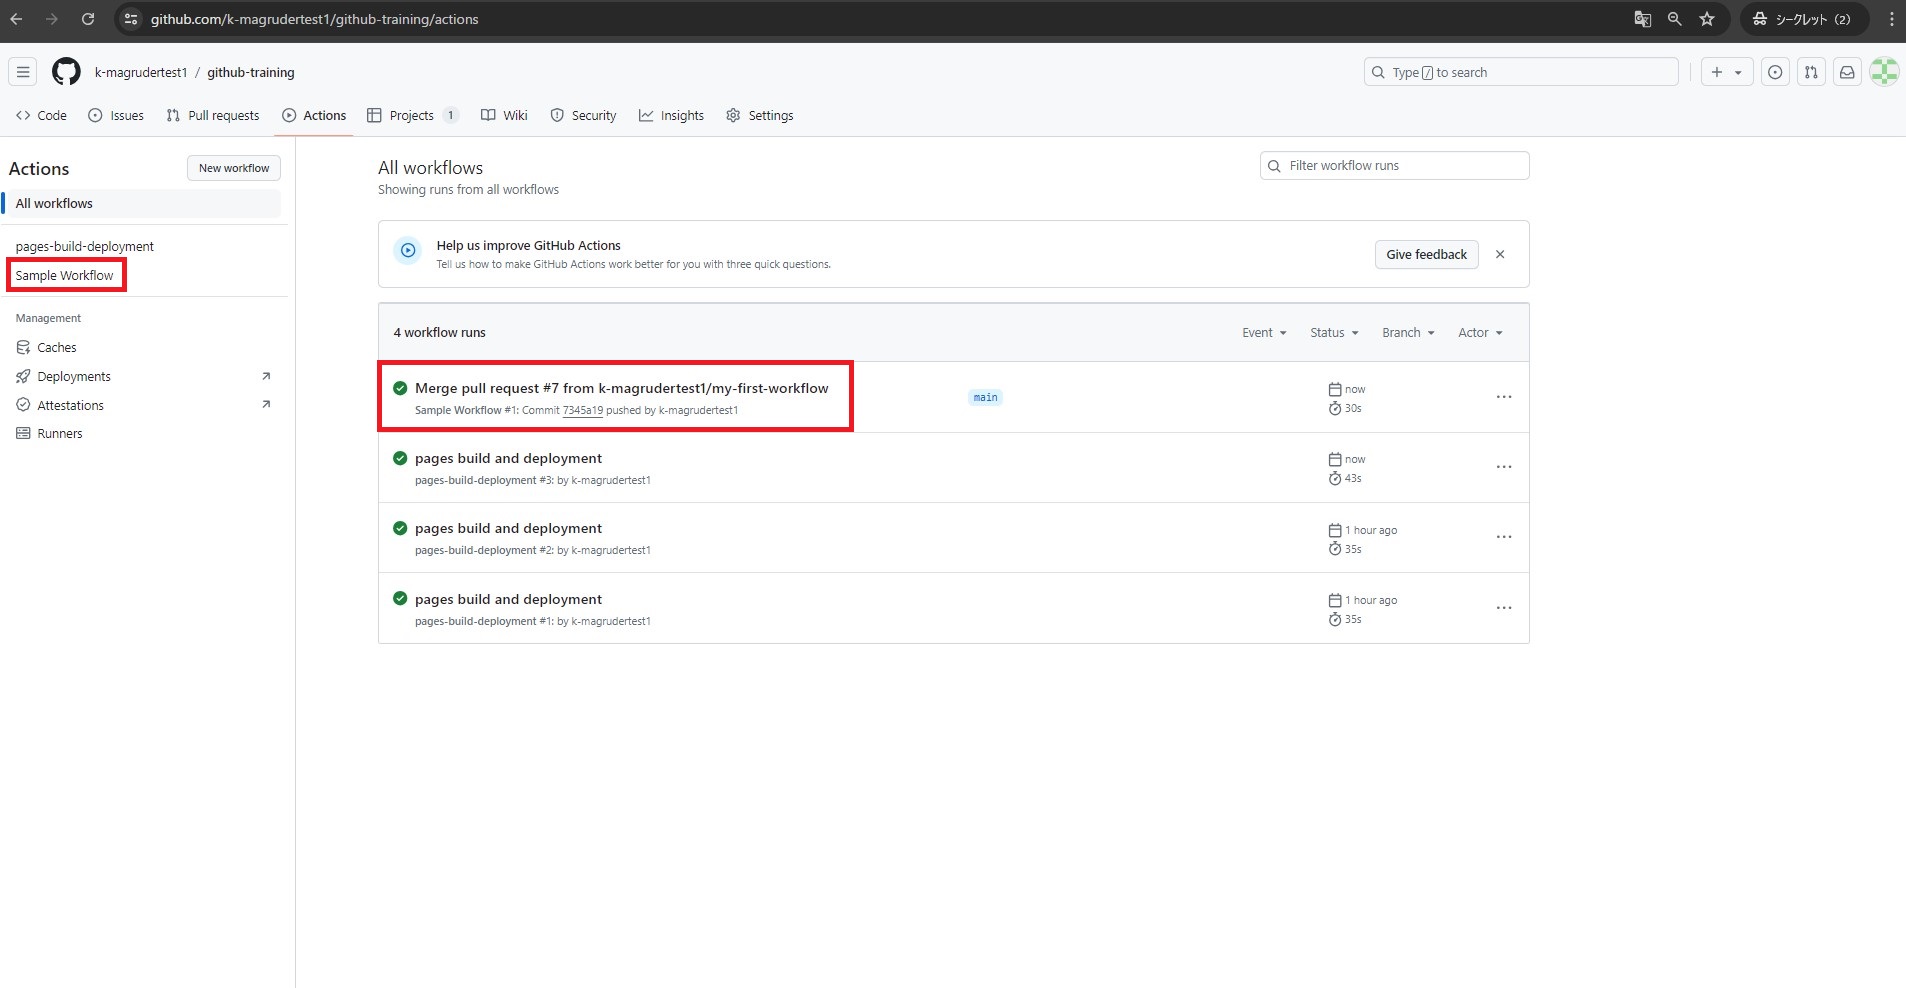 github.com/k-magrudertest1/github-training/actions
シークレット (2)
k-magrudertest1 / github-training
Type / to search
Code
Issues
Pull requests
Actions
Projects 1
Wiki
Security
Insights
Settings
Actions
New workflow
All workflows
pages-build-deployment
Sample Workflow
Management
Caches
Deployments
Attestations
Runners
All workflows
Showing runs from all workflows
Filter workflow runs
Help us improve GitHub Actions
Tell us how to make GitHub Actions work better for you with three quick questions.
Give feedback
4 workflow runs
Event
Status
Branch
Actor
Merge pull request #7 from k-magrudertest1/my-first-workflow
Sample Workflow #1: Commit 7345a19 pushed by k-magrudertest1
main
now
30s
pages build and deployment
pages-build-deployment #3: by k-magrudertest1
now
43s
pages build and deployment
pages-build-deployment #2: by k-magrudertest1
1 hour ago
35s
pages build and deployment
pages-build-deployment #1: by k-magrudertest1
1 hour ago
35s